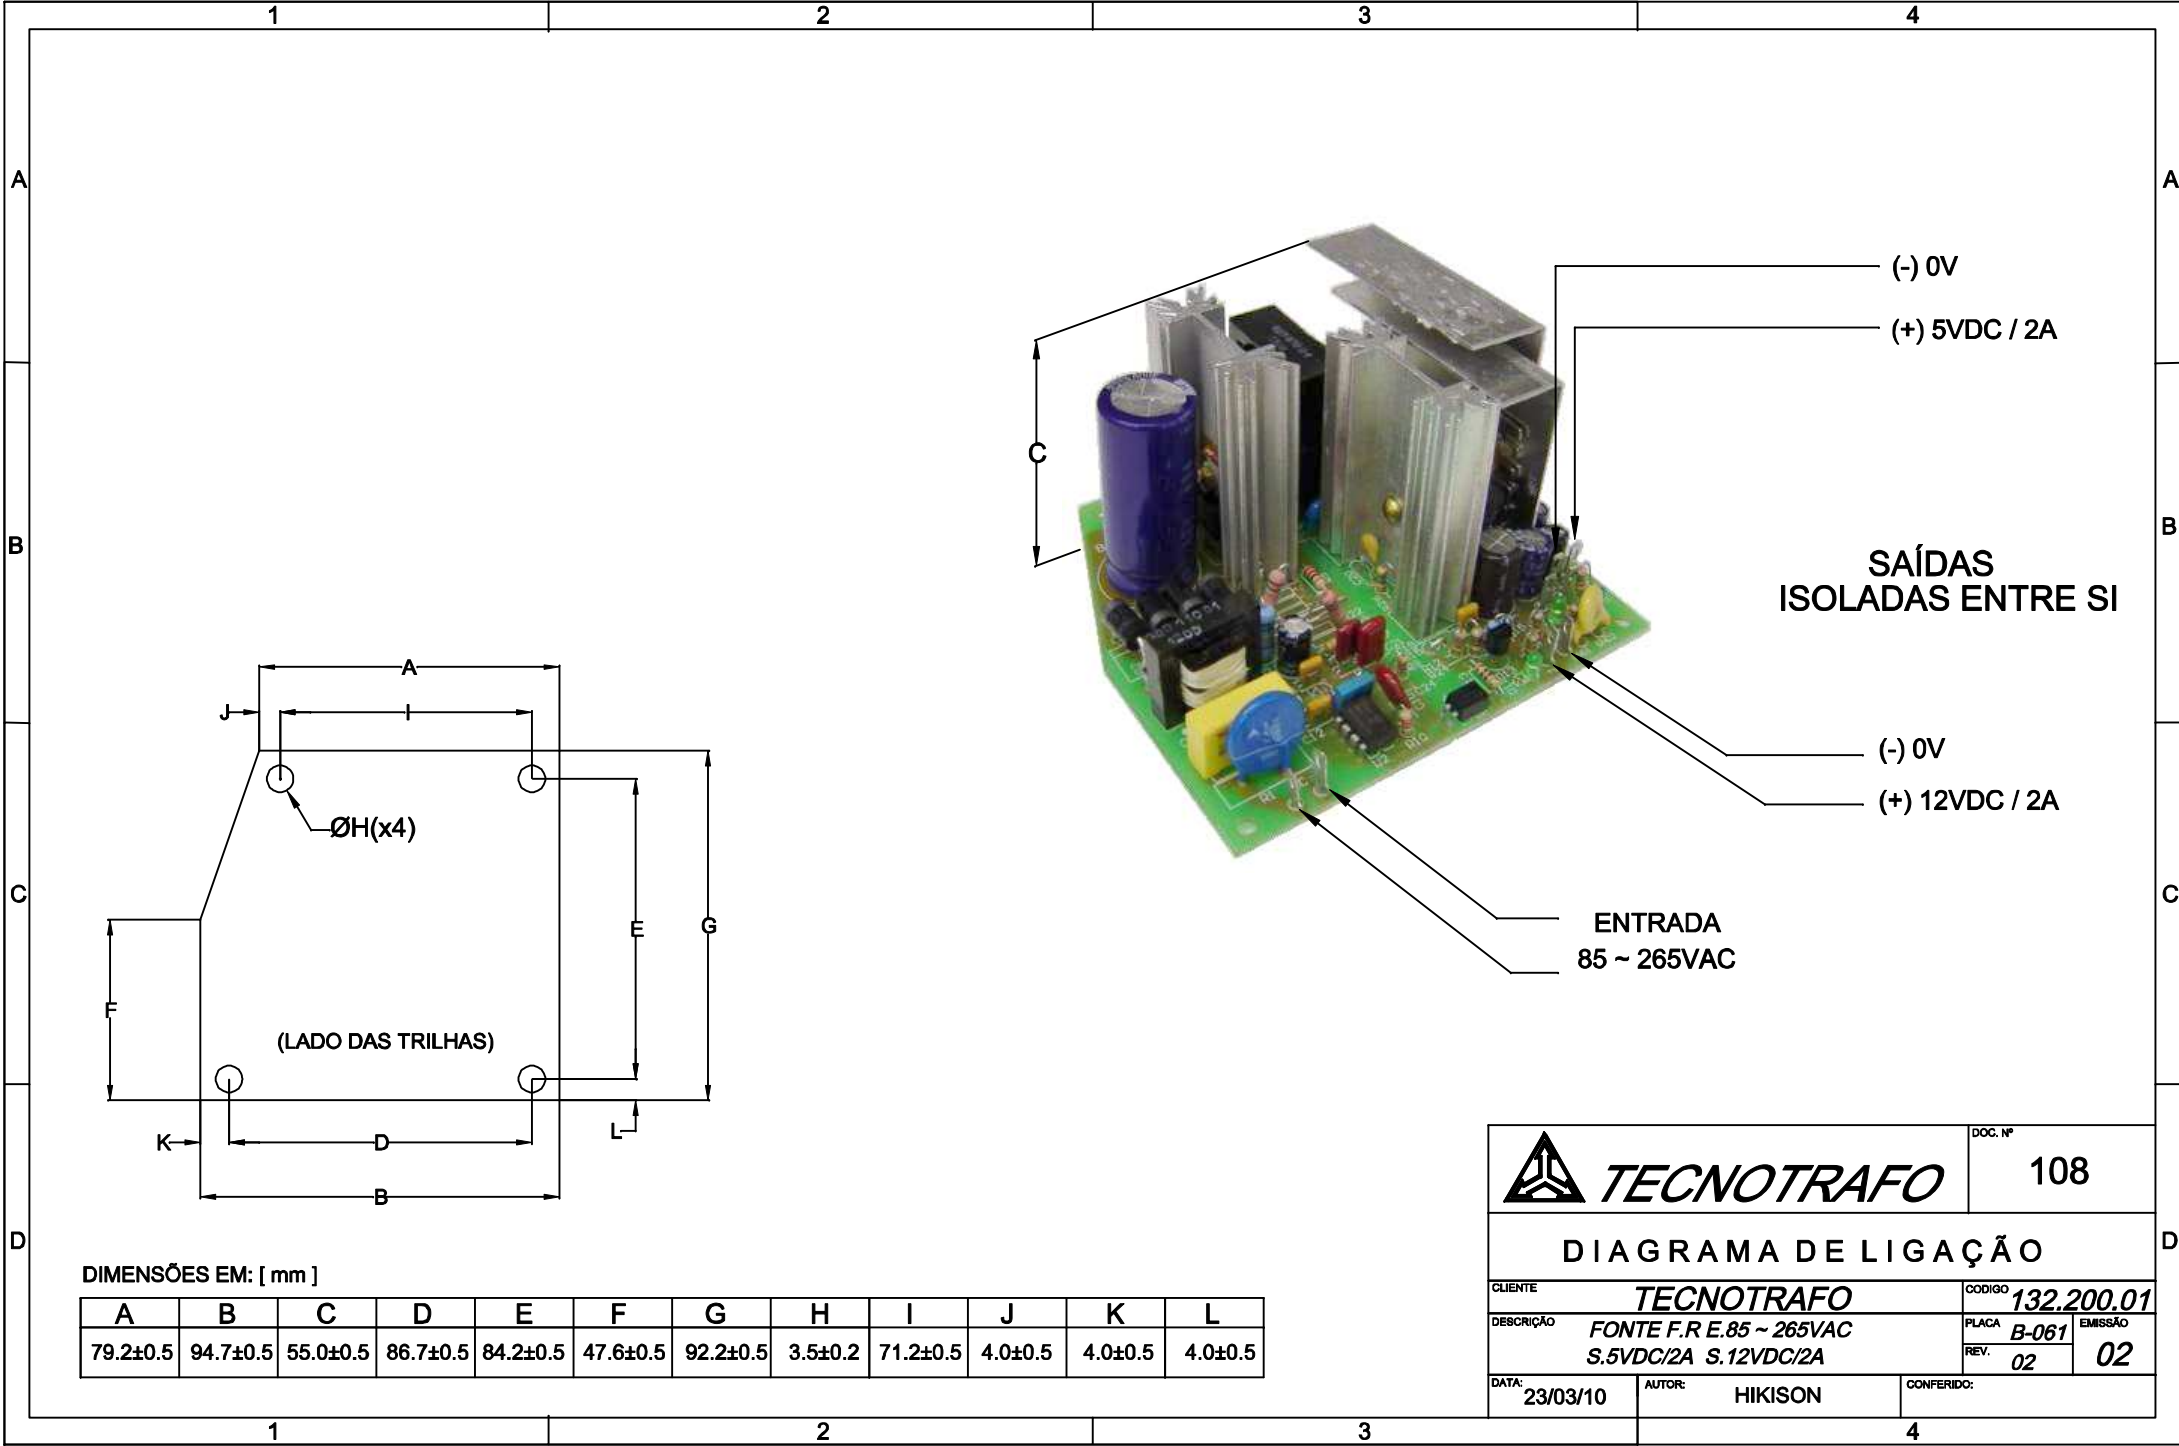 1 2 3 4
A A
(-) 0V
(+) 5VDC / 2A
C
B B
SAÍDAS
ISOLADAS ENTRE SI
A
J I
(-) 0V
(+) 12VDC / 2A
ØH(x4)
C C
E G
ENTRADA
85 ~ 265VAC
F
(LADO DAS TRILHAS)
K D L
B
TECNOTRAFO
DOC. Nº
108
D D
DIAGRAMA DE LIGAÇÃO
DIMENSÕES EM: [ mm ]
A B C D E F G H I J K L
79.2±0.5 94.7±0.5 55.0±0.5 86.7±0.5 84.2±0.5 47.6±0.5 92.2±0.5 3.5±0.2 71.2±0.5 4.0±0.5 4.0±0.5 4.0±0.5
CLIENTE TECNOTRAFO
CODIGO 132.200.01
DESCRIÇÃO FONTE F.R E.85 ~ 265VAC
S.5VDC/2A S.12VDC/2A
PLACA B-061
EMISSÃO 02
REV. 02
DATA: 23/03/10
AUTOR: HIKISON
CONFERIDO:
1 2 3 4